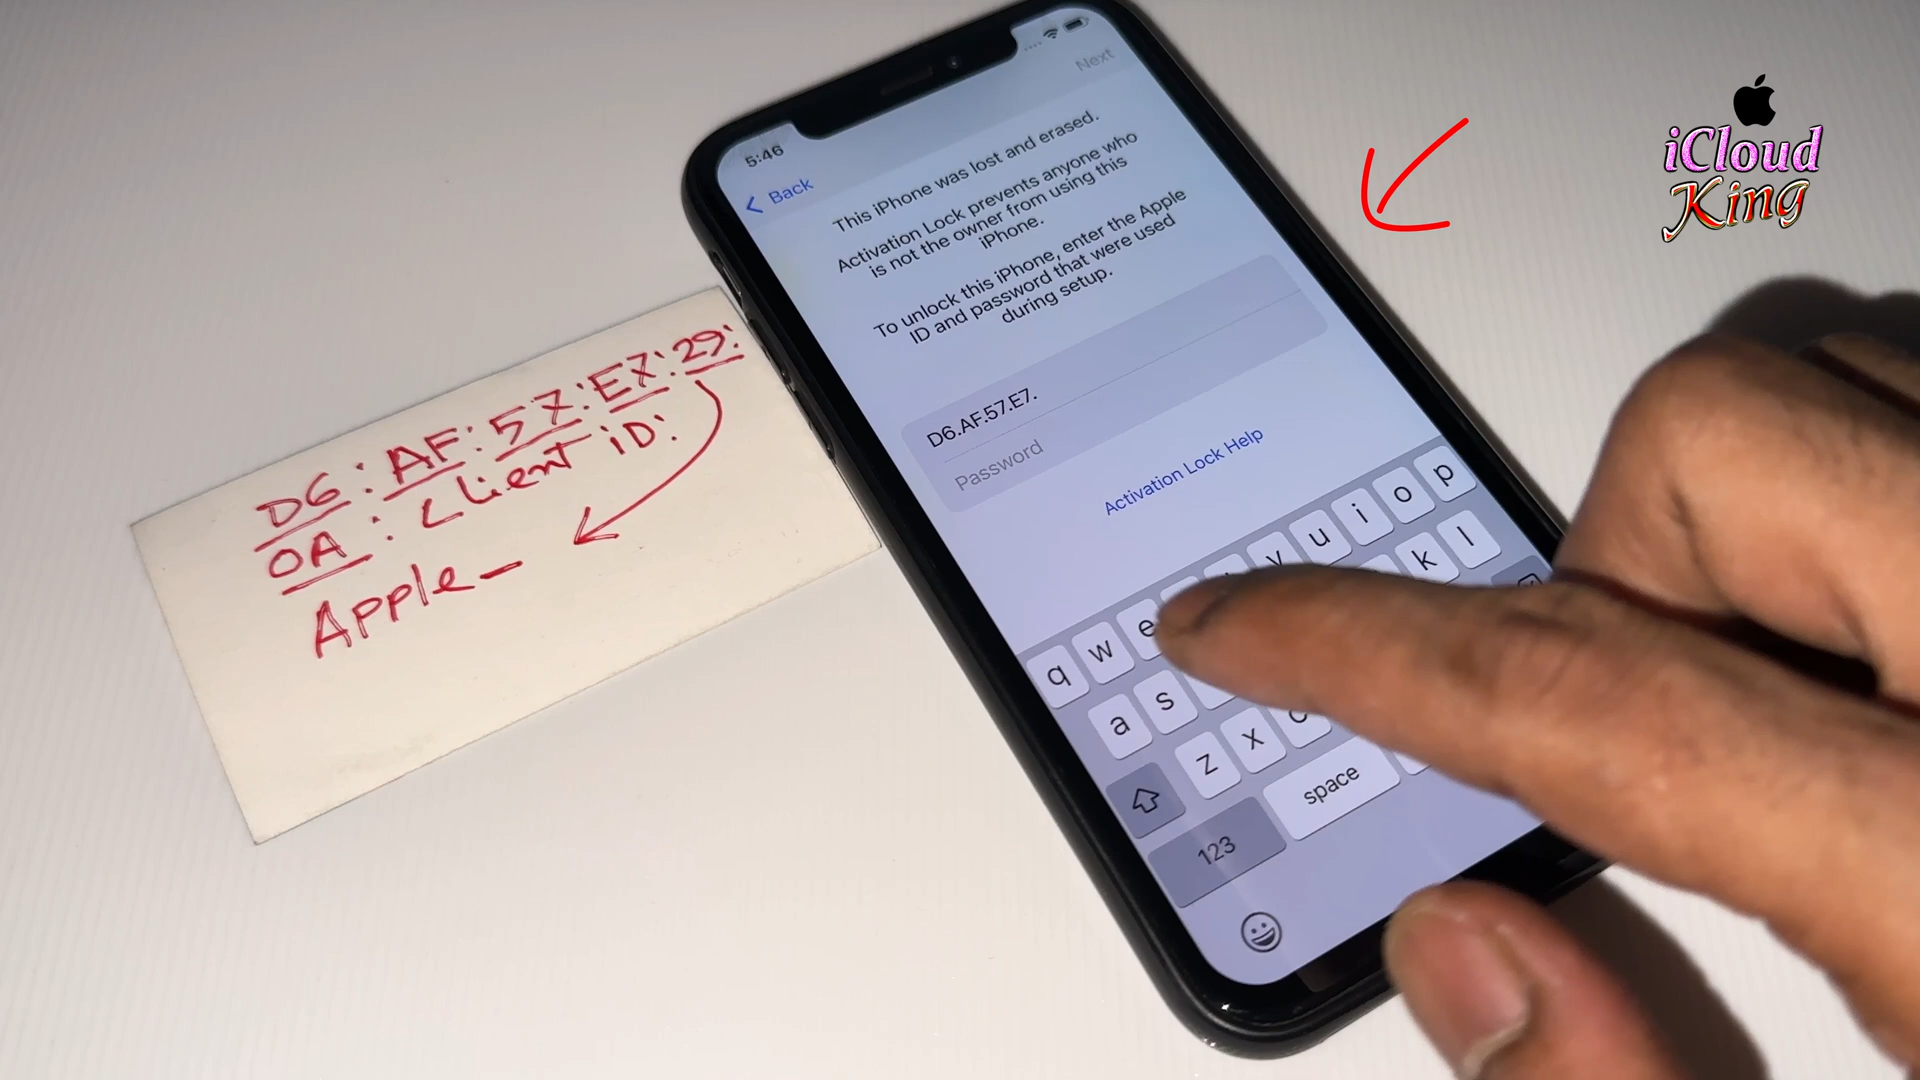 5:46
Back
Next
This iPhone was lost and erased.
Activation Lock prevents anyone who
is not the owner from using this
iPhone.
To unlock this iPhone, enter the Apple
ID and password that were used
during setup.
D6.AF.57.E7.
Password
Activation Lock Help
q w e y u i o p
a s k l
z x c
123 space
D6: AF: 57: E7: 29:
0A: Client iD:
Apple-
iCloud
King